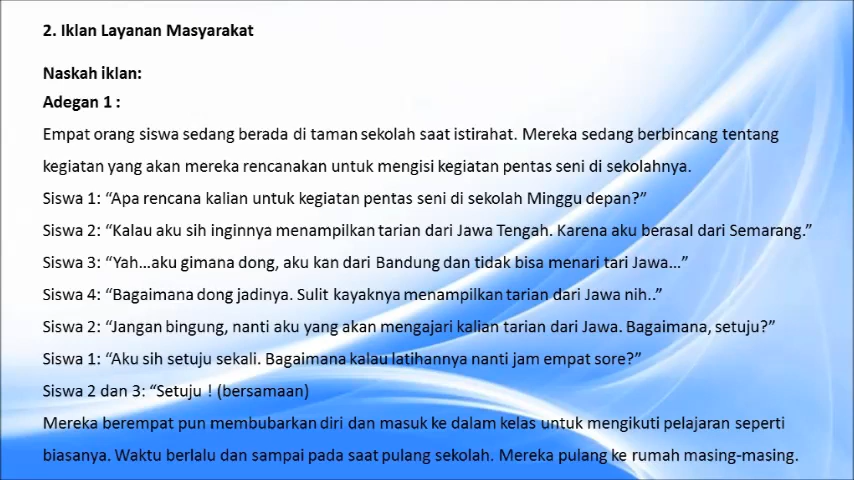 2. Iklan Layanan Masyarakat
Naskah iklan:
Adegan 1 :
Empat orang siswa sedang berada di taman sekolah saat istirahat. Mereka sedang berbincang tentang
kegiatan yang akan mereka rencanakan untuk mengisi kegiatan pentas seni di sekolahnya.
Siswa 1: “Apa rencana kalian untuk kegiatan pentas seni di sekolah Minggu depan?”
Siswa 2: “Kalau aku sih inginnya menampilkan tarian dari Jawa Tengah. Karena aku berasal dari Semarang.”
Siswa 3: “Yah...aku gimana dong, aku kan dari Bandung dan tidak bisa menari tari Jawa...”
Siswa 4: “Bagaimana dong jadinya. Sulit kayaknya menampilkan tarian dari Jawa nih..”
Siswa 2: “Jangan bingung, nanti aku yang akan mengajari kalian tarian dari Jawa. Bagaimana, setuju?”
Siswa 1: “Aku sih setuju sekali. Bagaimana kalau latihannya nanti jam empat sore?”
Siswa 2 dan 3: “Setuju ! (bersamaan)
Mereka berempat pun membubarkan diri dan masuk ke dalam kelas untuk mengikuti pelajaran seperti
biasanya. Waktu berlalu dan sampai pada saat pulang sekolah. Mereka pulang ke rumah masing-masing.